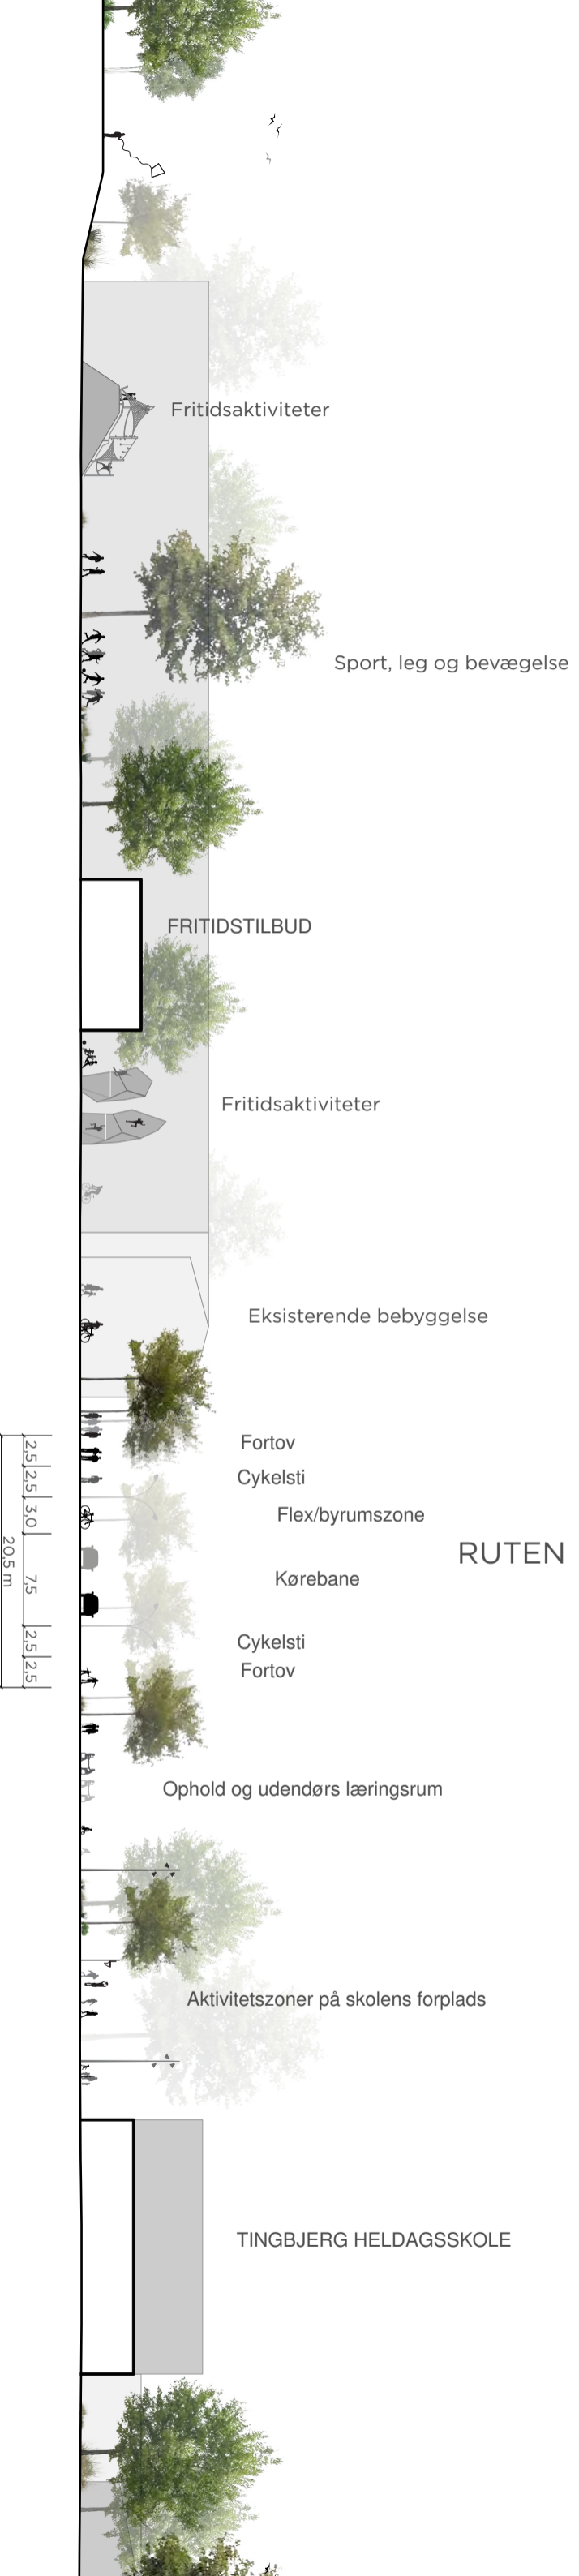 Fritidsaktiviteter
Sport, leg og bevægelse
FRITIDSTILBUD
Fritidsaktiviteter
Eksisterende bebyggelse
Fortov
Cykelsti
Flex/byrumszone
RUTEN
Kørebane
Cykelsti
Fortov
2,5
2,5
3,0
7,5
2,5
2,5
20,5 m
Ophold og udendørs læringsrum
Aktivitetszoner på skolens forplads
TINGBJERG HELDAGSSKOLE